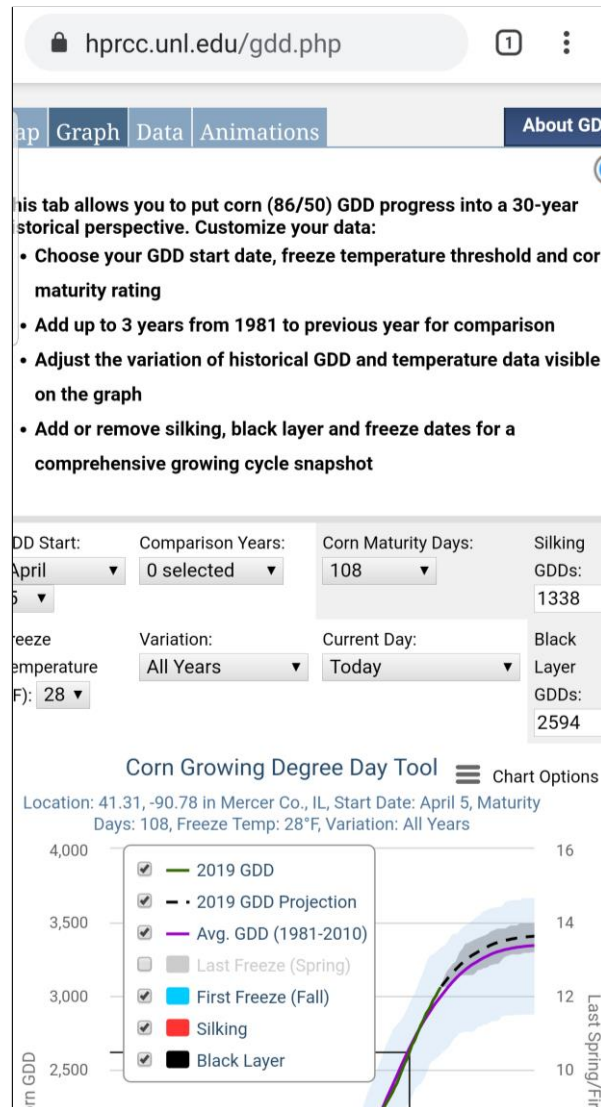 hprcc.unl.edu/gdd.php
1
ap Graph Data Animations
About GD
his tab allows you to put corn (86/50) GDD progress into a 30-year
istorical perspective. Customize your data:
• Choose your GDD start date, freeze temperature threshold and cor
maturity rating
• Add up to 3 years from 1981 to previous year for comparison
• Adjust the variation of historical GDD and temperature data visible
on the graph
• Add or remove silking, black layer and freeze dates for a
comprehensive growing cycle snapshot
DD Start:
April
5
Comparison Years:
0 selected
Corn Maturity Days:
108
Silking
GDDs:
1338
reeze
emperature
F): 28
Variation:
All Years
Current Day:
Today
Black
Layer
GDDs:
2594
Corn Growing Degree Day Tool
Chart Options
Location: 41.31, -90.78 in Mercer Co., IL, Start Date: April 5, Maturity
Days: 108, Freeze Temp: 28°F, Variation: All Years
4,000
3,500
3,000
2,500
rn GDD
2019 GDD
2019 GDD Projection
Avg. GDD (1981-2010)
Last Freeze (Spring)
First Freeze (Fall)
Silking
Black Layer
16
14
12
10
Last Spring/Fir